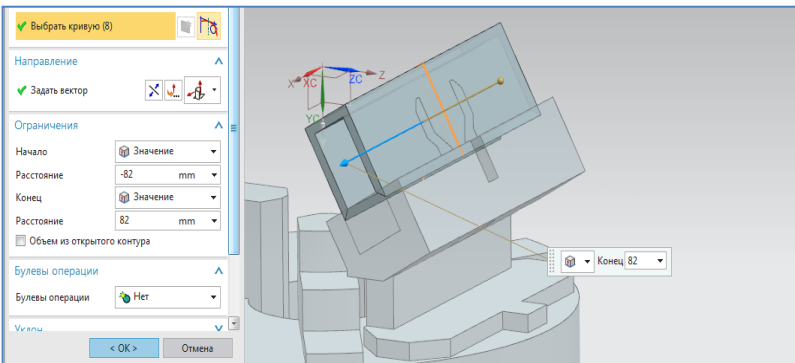 Выбрать кривую (8)
Направление
Задать вектор
Ограничения
Начало Значение
Расстояние -82 mm
Конец Значение
Расстояние 82 mm
Объем из открытого контура
Булевы операции
Булевы операции Нет
Уклон
< OK > Отмена
X XC ZC Z
YC
Конец 82